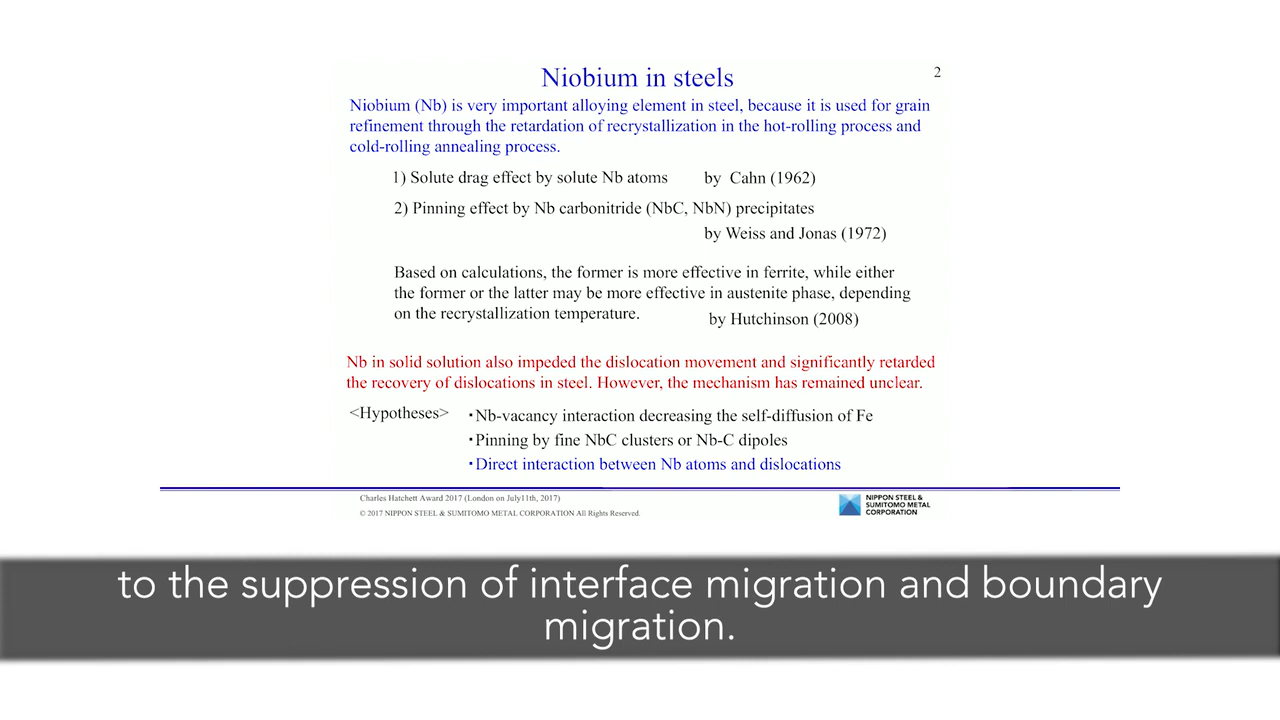 Niobium in steels
2
Niobium (Nb) is very important alloying element in steel, because it is used for grain
refinement through the retardation of recrystallization in the hot-rolling process and
cold-rolling annealing process.
1) Solute drag effect by solute Nb atoms by Cahn (1962)
2) Pinning effect by Nb carbonitride (NbC, NbN) precipitates
by Weiss and Jonas (1972)
Based on calculations, the former is more effective in ferrite, while either
the former or the latter may be more effective in austenite phase, depending
on the recrystallization temperature.
by Hutchinson (2008)
Nb in solid solution also impeded the dislocation movement and significantly retarded
the recovery of dislocations in steel. However, the mechanism has remained unclear.
<Hypotheses> ・Nb-vacancy interaction decreasing the self-diffusion of Fe
・Pinning by fine NbC clusters or Nb-C dipoles
・Direct interaction between Nb atoms and dislocations
Charles Hatchett Award 2017 (London on July11th, 2017)
© 2017 NIPPON STEEL & SUMITOMO METAL CORPORATION All Rights Reserved.
NIPPON STEEL &
SUMITOMO METAL
CORPORATION
to the suppression of interface migration and boundary
migration.